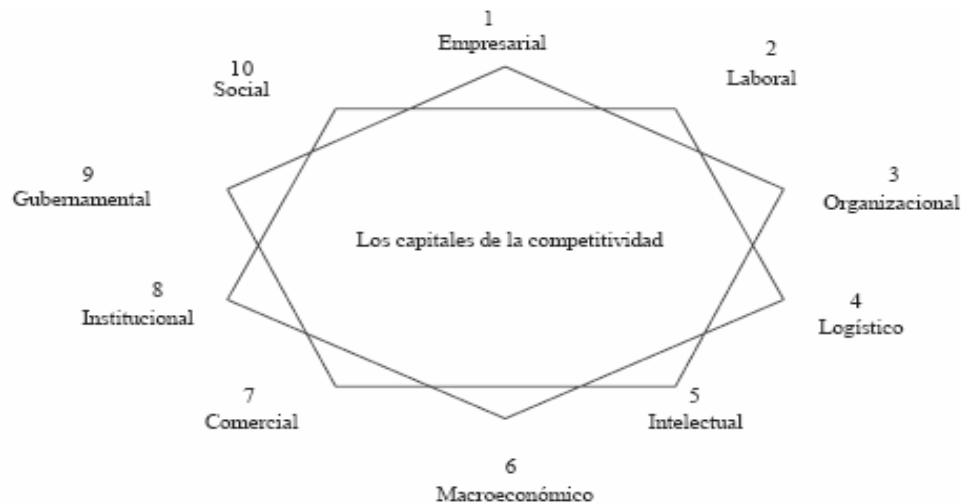 1
Empresarial
2
Laboral
3
Organizacional
4
Logístico
5
Intelectual
6
Macroeconómico
7
Comercial
8
Institucional
9
Gubernamental
10
Social
Los capitales de la competitividad